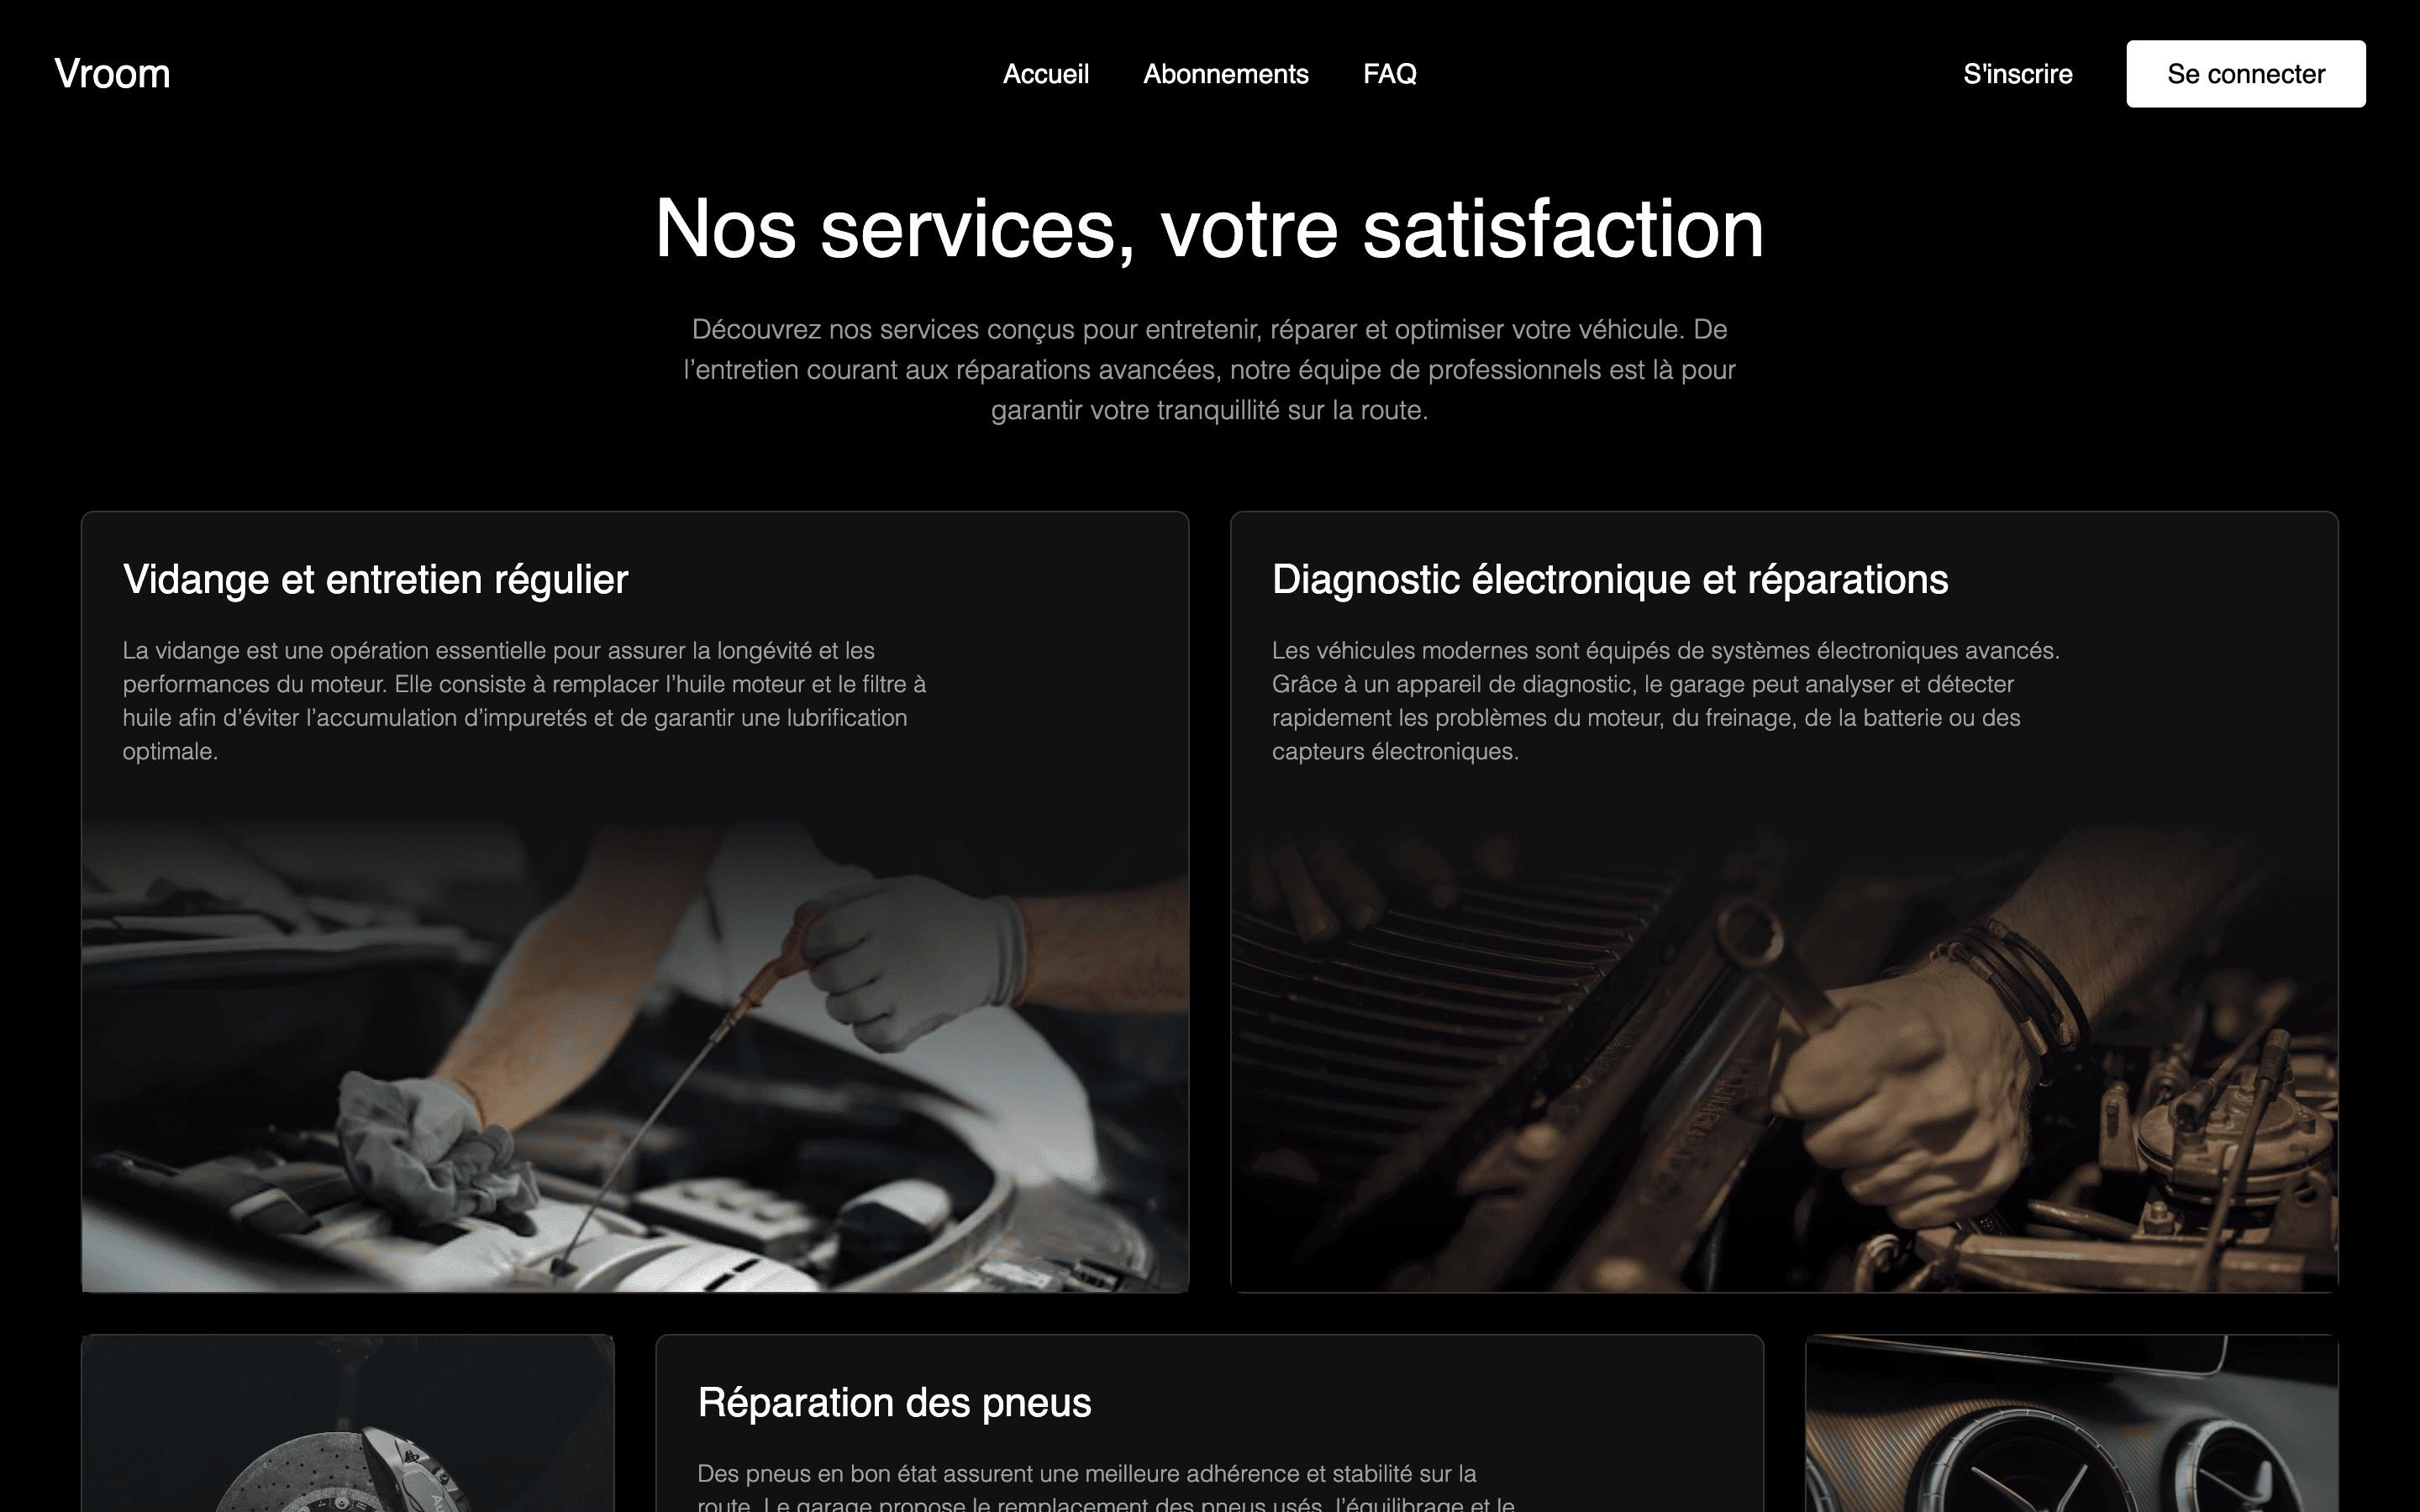 Vroom
Accueil
Abonnements
FAQ
S'inscrire
Se connecter
Nos services, votre satisfaction
Découvrez nos services conçus pour entretenir, réparer et optimiser votre véhicule. De
l’entretien courant aux réparations avancées, notre équipe de professionnels est là pour
garantir votre tranquillité sur la route.
Vidange et entretien régulier
La vidange est une opération essentielle pour assurer la longévité et les
performances du moteur. Elle consiste à remplacer l’huile moteur et le filtre à
huile afin d’éviter l’accumulation d’impuretés et de garantir une lubrification
optimale.
Diagnostic électronique et réparations
Les véhicules modernes sont équipés de systèmes électroniques avancés.
Grâce à un appareil de diagnostic, le garage peut analyser et détecter
rapidement les problèmes du moteur, du freinage, de la batterie ou des
capteurs électroniques.
Réparation des pneus
Des pneus en bon état assurent une meilleure adhérence et stabilité sur la
route. Le garage propose le remplacement des pneus usés, l’équilibrage et le